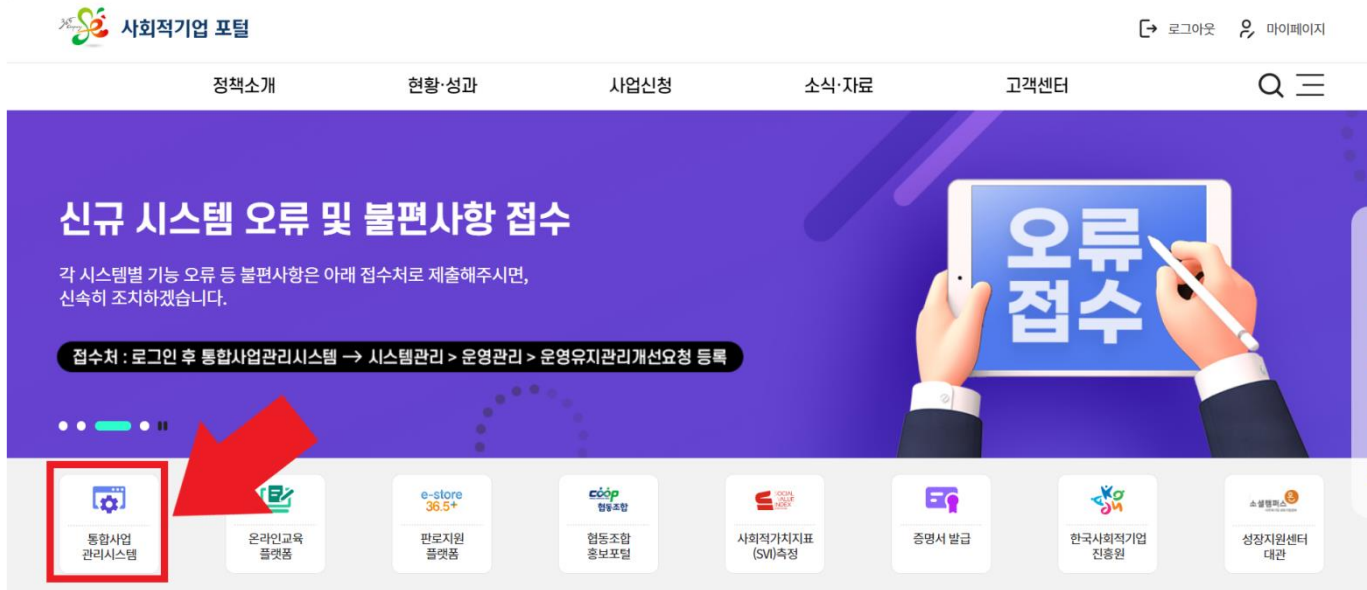 사회적기업 포털
로그아웃 마이페이지
정책소개 현황·성과 사업신청 소식·자료 고객센터
신규 시스템 오류 및 불편사항 접수
각 시스템별 기능 오류 등 불편사항은 아래 접수처로 제출해주시면,
신속히 조치하겠습니다.
접수처 : 로그인 후 통합사업관리시스템 → 시스템관리 > 운영관리 > 운영유지관리개선요청 등록
오류
접수
통합사업
관리시스템
온라인교육
플랫폼
e-store
36.5+
판로지원
플랫폼
coop
협동조합
협동조합
홍보포털
SOCIAL
VALUE
INDEX
사회적가치지표
(SVI)측정
증명서 발급
한국사회적기업
진흥원
소셜캠퍼스 온
성장지원센터
대관